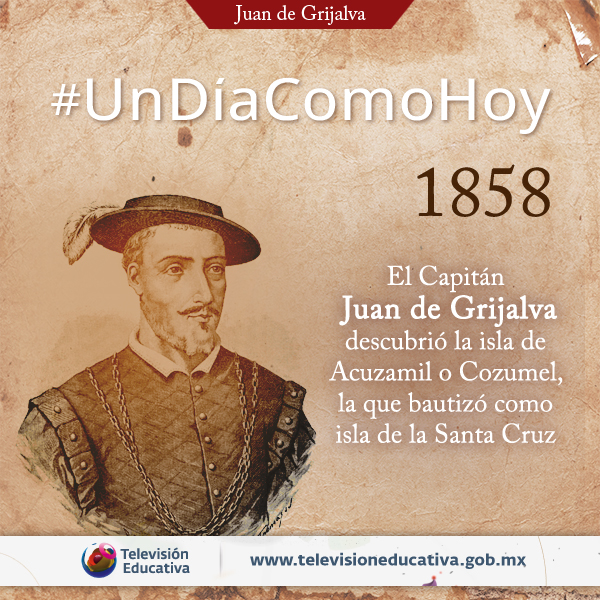 Juan de Grijalva
#UnDíaComoHoy
1858
El Capitán
Juan de Grijalva
descubrió la isla de
Acuzamil o Cozumel,
la que bautizó como
isla de la Santa Cruz
Televisión
Educativa
www.televisioneducativa.gob.mx